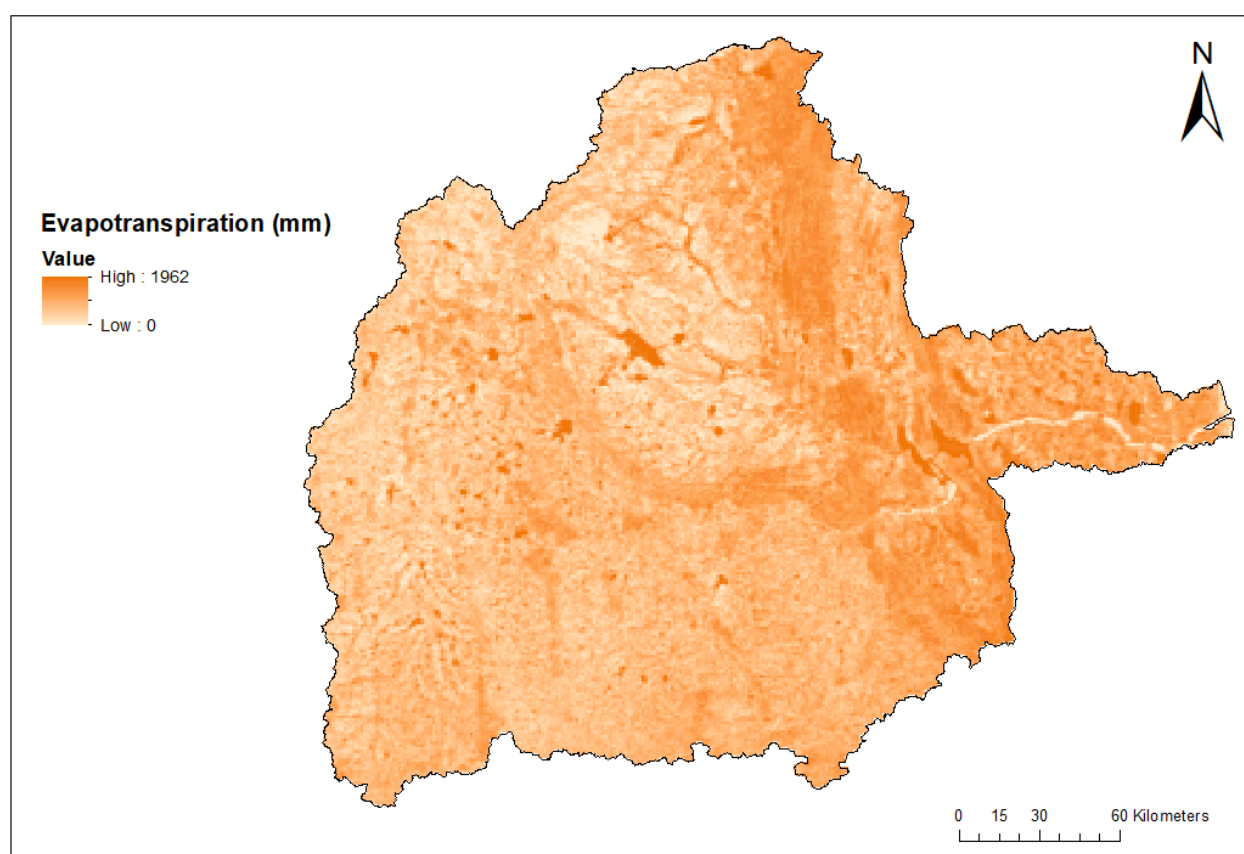 N
Evapotranspiration (mm)
Value
High : 1962
Low : 0
0 15 30 60 Kilometers